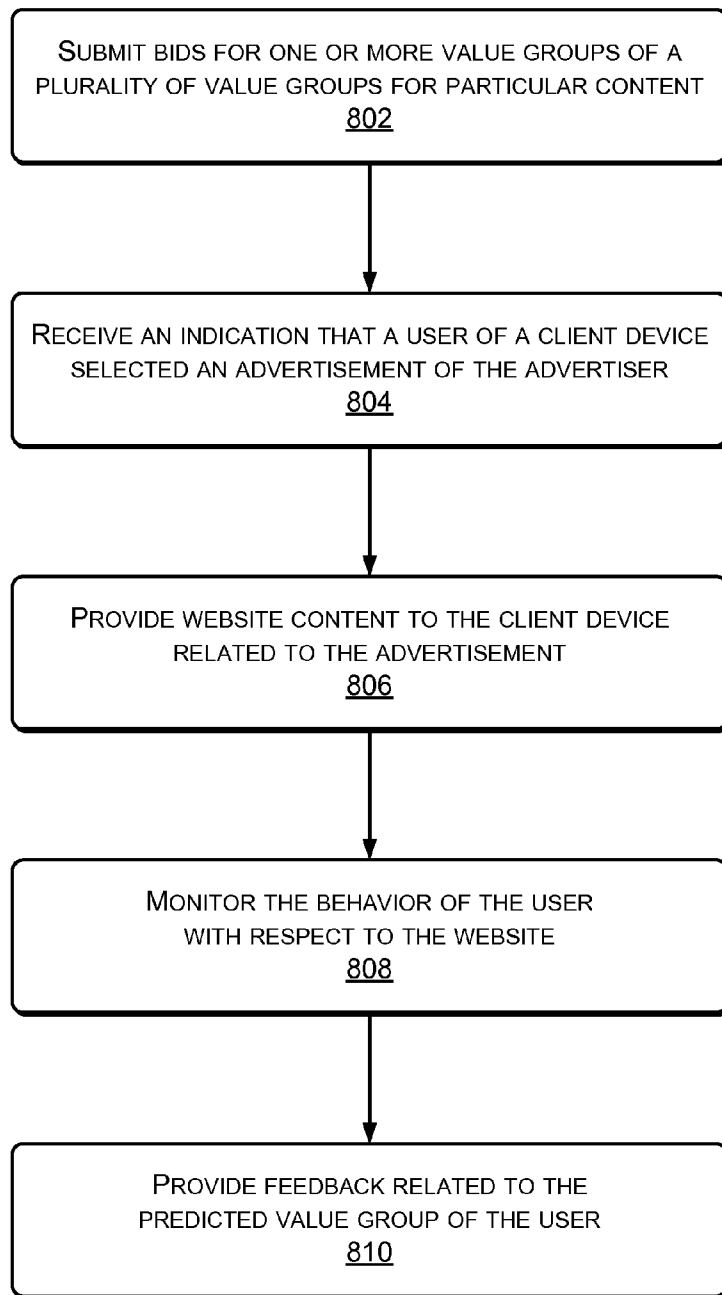 SUBMIT BIDS FOR ONE OR MORE VALUE GROUPS OF A
PLURALITY OF VALUE GROUPS FOR PARTICULAR CONTENT
802
RECEIVE AN INDICATION THAT A USER OF A CLIENT DEVICE
SELECTED AN ADVERTISEMENT OF THE ADVERTISER
804
PROVIDE WEBSITE CONTENT TO THE CLIENT DEVICE
RELATED TO THE ADVERTISEMENT
806
MONITOR THE BEHAVIOR OF THE USER
WITH RESPECT TO THE WEBSITE
808
PROVIDE FEEDBACK RELATED TO THE
PREDICTED VALUE GROUP OF THE USER
810